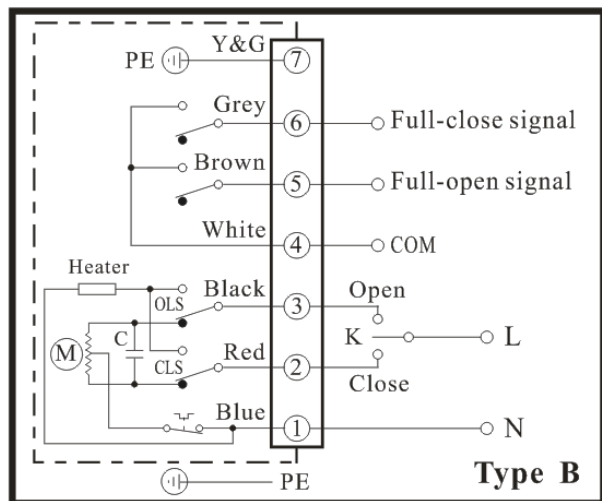 Y&G
PE 7
Grey
6 Full-close signal
Brown
5 Full-open signal
White
4 COM
Heater
OLS Black 3 Open
K L
M C
CLS Red 2
Close
Blue 1 N
PE
Type B